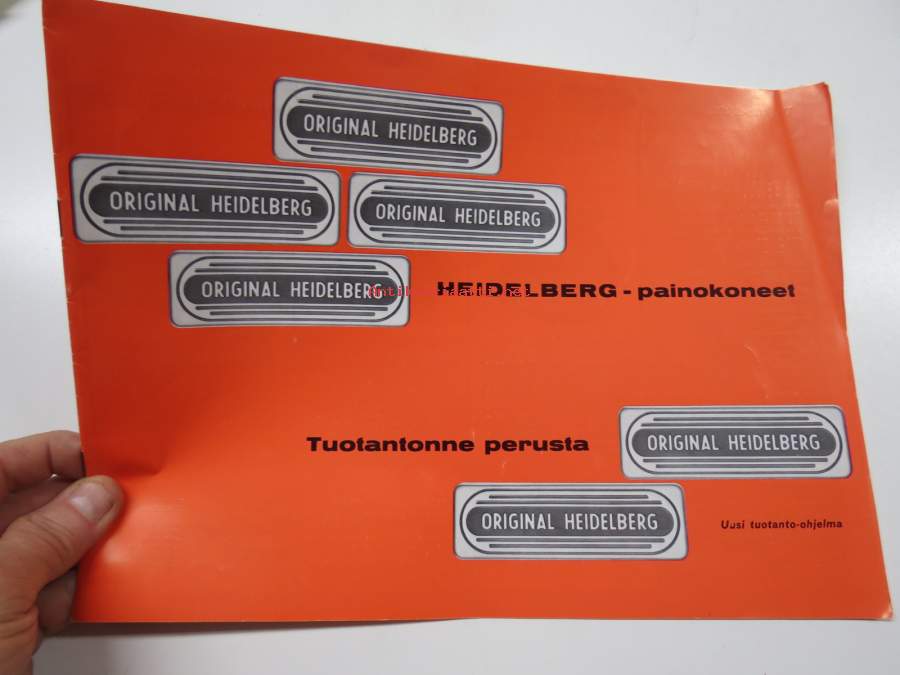 ORIGINAL HEIDELBERG
ORIGINAL HEIDELBERG
ORIGINAL HEIDELBERG
ORIGINAL HEIDELBERG
HEIDELBERG - painokoneet
Tuotantonne perusta
ORIGINAL HEIDELBERG
ORIGINAL HEIDELBERG
Uusi tuotanto-ohjelma